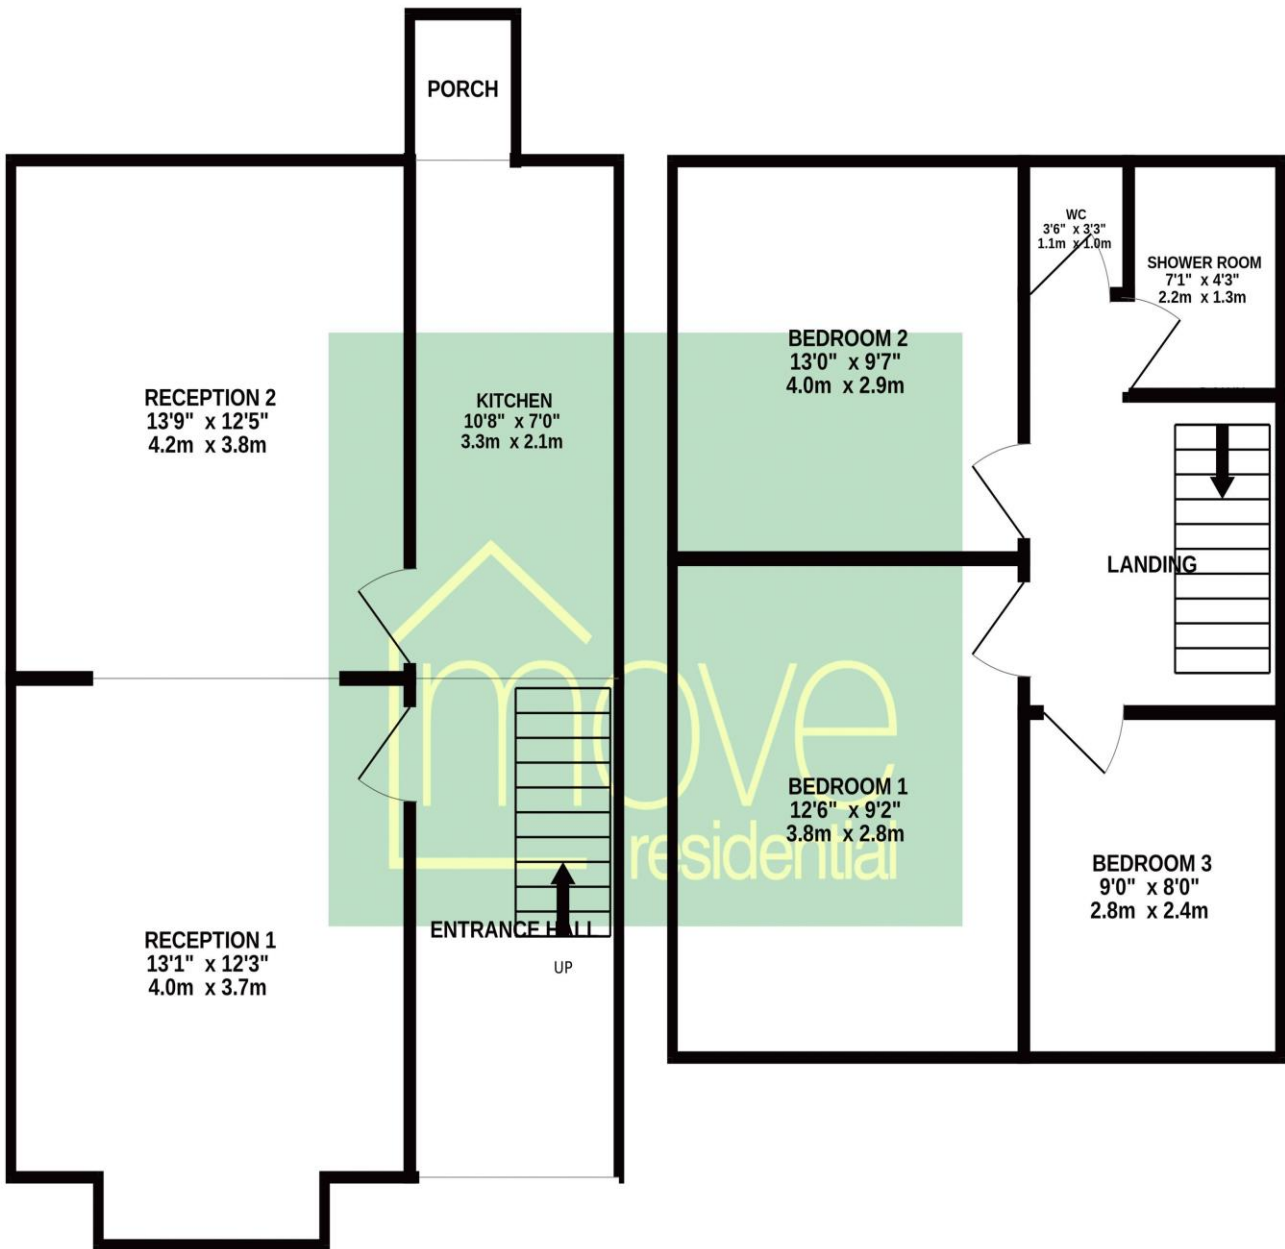 PORCH
RECEPTION 2
13'9" x 12'5"
4.2m x 3.8m
KITCHEN
10'8" x 7'0"
3.3m x 2.1m
RECEPTION 1
13'1" x 12'3"
4.0m x 3.7m
ENTRANCE HALL
UP
BEDROOM 2
13'0" x 9'7"
4.0m x 2.9m
WC
3'6" x 3'3"
1.1m x 1.0m
SHOWER ROOM
7'1" x 4'3"
2.2m x 1.3m
LANDING
BEDROOM 1
12'6" x 9'2"
3.8m x 2.8m
BEDROOM 3
9'0" x 8'0"
2.8m x 2.4m
move
residential